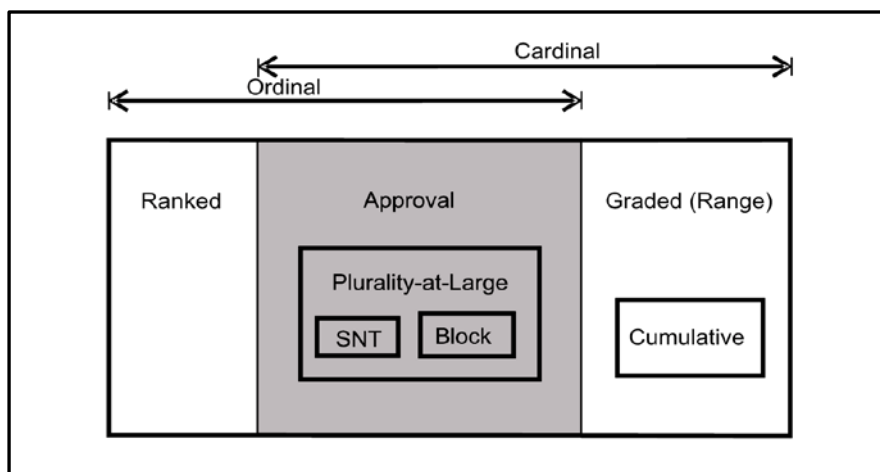 Cardinal
Ordinal
Ranked
Approval
Graded (Range)
Plurality-at-Large
SNT
Block
Cumulative